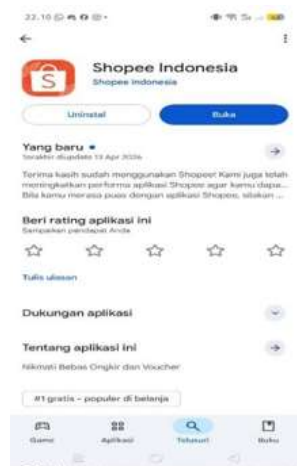 22.10
Shopee Indonesia
Shopee Indonesia
Uninstal
Buka
Yang baru
Terakhir diupdate 13 Apr 2026
Terima kasih sudah menggunakan Shopee! Kami juga telah
meningkatkan performa aplikasi Shopee agar kamu dapa...
Bila kamu merasa puas dengan aplikasi Shopee, silakan ...
Beri rating aplikasi ini
Sampaikan pendapat Anda
Tulis ulasan
Dukungan aplikasi
Tentang aplikasi ini
Nikmati Bebas Ongkir dan Voucher
#1 gratis - populer di belanja
Game
Aplikasi
Telusuri
Buku